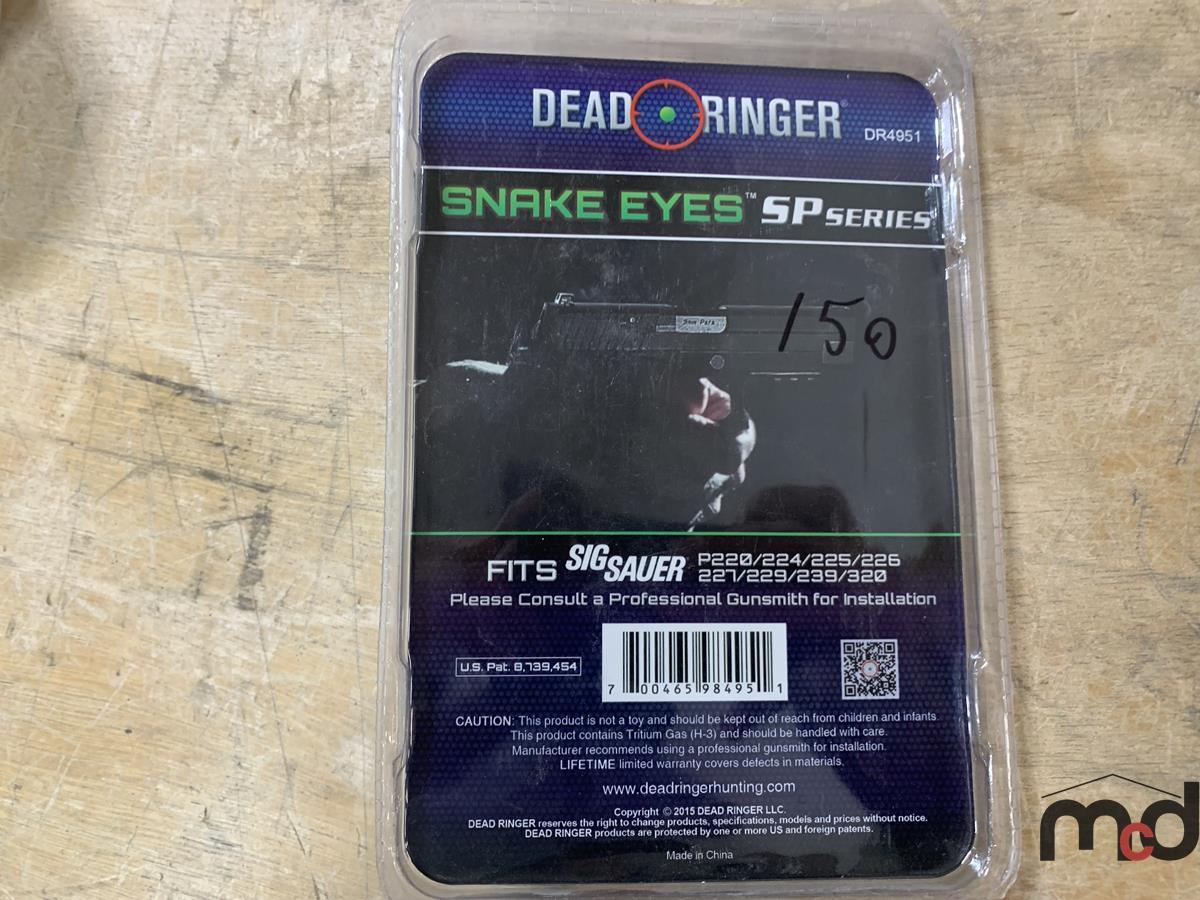 DEAD RINGER®
DR4951
SNAKE EYES™ SP SERIES
9mm Para
150
FITS SIG SAUER P220/224/225/226
227/229/239/320
Please Consult a Professional Gunsmith for Installation
U.S. Pat. 8,739,454
7 00465 98495 1
CAUTION: This product is not a toy and should be kept out of reach from children and infants.
This product contains Tritium Gas (H-3) and should be handled with care.
Manufacturer recommends using a professional gunsmith for installation.
LIFETIME limited warranty covers defects in materials.
www.deadringerhunting.com
Copyright © 2015 DEAD RINGER LLC.
DEAD RINGER reserves the right to change products, specifications, models and prices without notice.
DEAD RINGER products are protected by one or more US and foreign patents.
Made in China
mcd